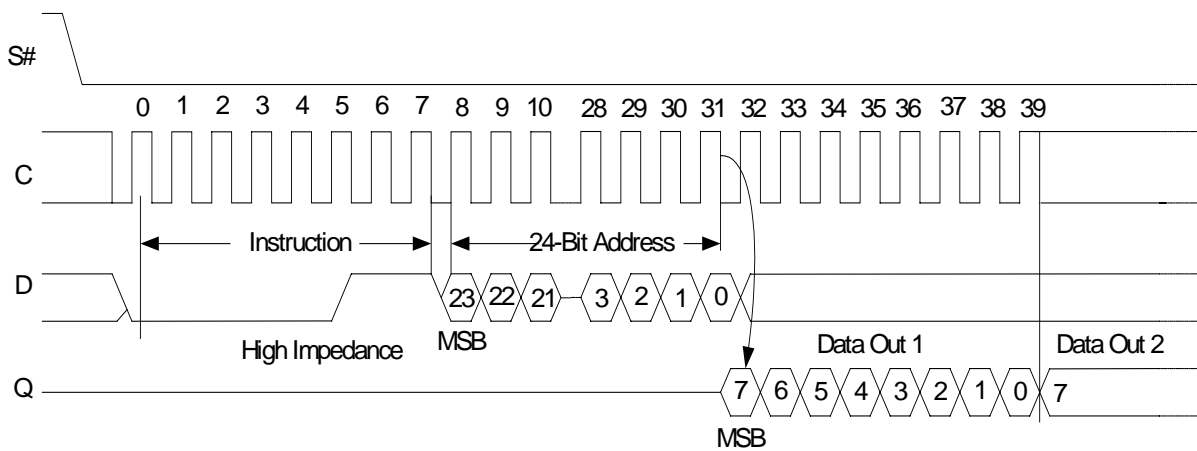 S#
0 1 2 3 4 5 6 7 8 9 10 28 29 30 31 32 33 34 35 36 37 38 39
C
Instruction 24-Bit Address
D 23 22 21 3 2 1 0
High Impedance MSB Data Out 1 Data Out 2
Q 7 6 5 4 3 2 1 0 7
MSB